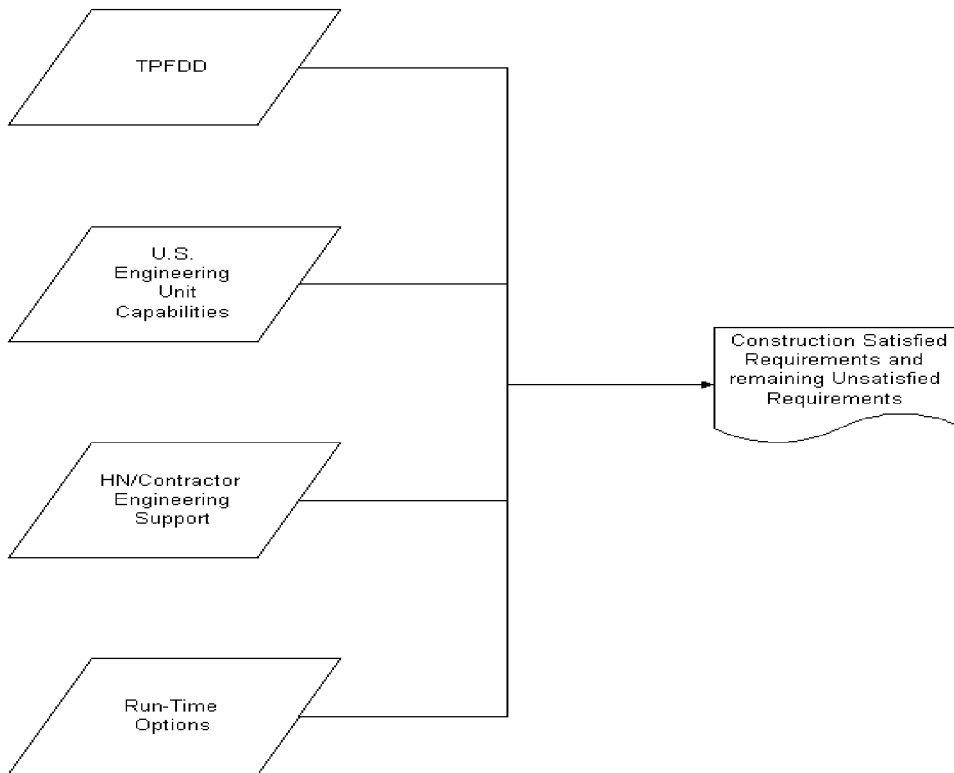 TPFDD
U.S.
Engineering
Unit
Capabilities
Construction Satisfied
Requirements and
remaining Unsatisfied
Requirements
HN/Contractor
Engineering
Support
Run-Time
Options